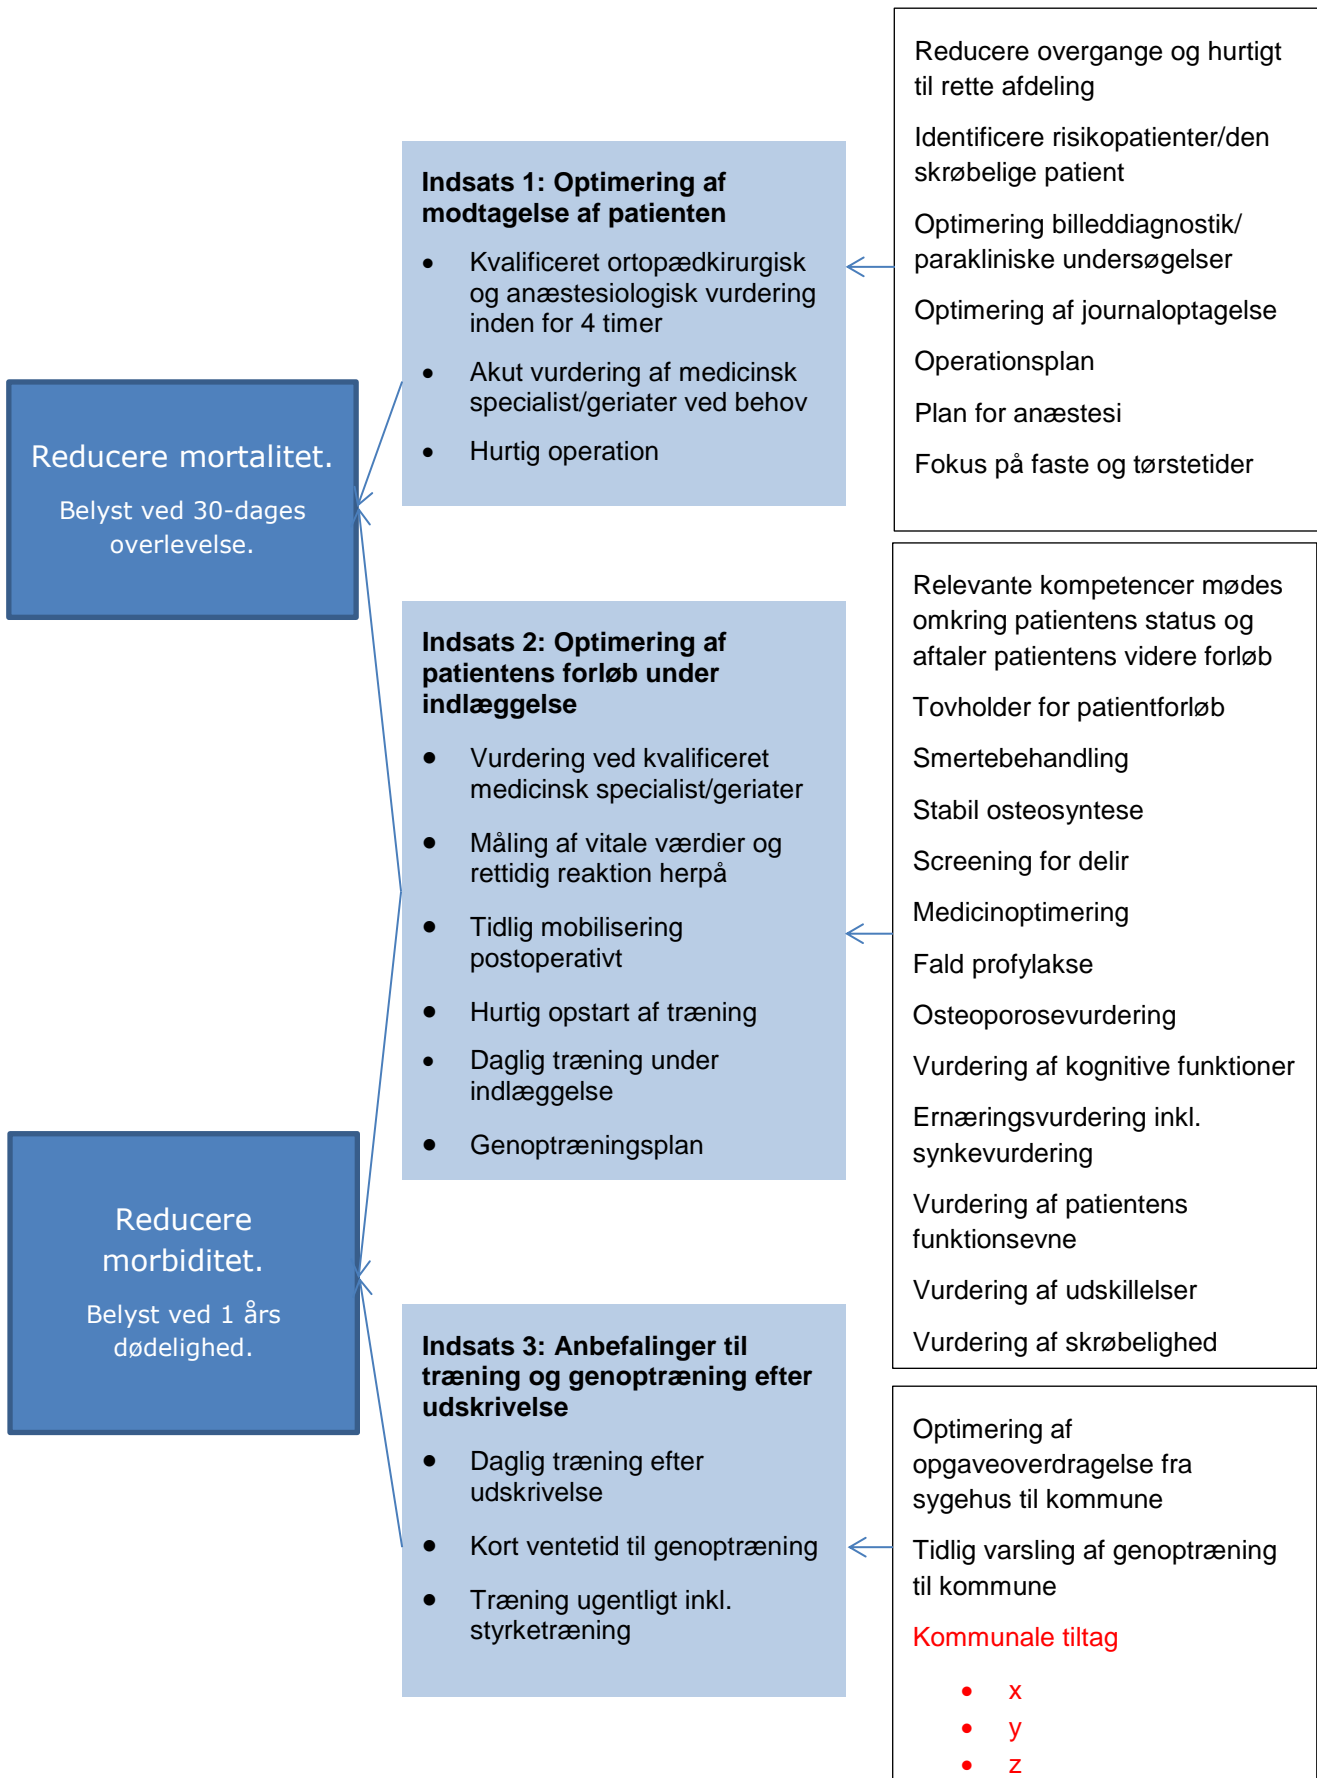 Reducere mortalitet.
Belyst ved 30-dages
overlevelse.
Reducere
morbiditet.
Belyst ved 1 års
dødelighed.
Indsats 1: Optimering af
modtagelse af patienten
• Kvalificeret ortopædkirurgisk
og anæstesiologisk vurdering
inden for 4 timer
• Akut vurdering af medicinsk
specialist/geriater ved behov
• Hurtig operation
Indsats 2: Optimering af
patientens forløb under
indlæggelse
• Vurdering ved kvalificeret
medicinsk specialist/geriater
• Måling af vitale værdier og
rettidig reaktion herpå
• Tidlig mobilisering
postoperativt
• Hurtig opstart af træning
• Daglig træning under
indlæggelse
• Genoptræningsplan
Indsats 3: Anbefalinger til
træning og genoptræning efter
udskrivelse
• Daglig træning efter
udskrivelse
• Kort ventetid til genoptræning
• Træning ugentligt inkl.
styrketræning
Reducere overgange og hurtigt
til rette afdeling
Identificere risikopatienter/den
skrøbelige patient
Optimering billeddiagnostik/
parakliniske undersøgelser
Optimering af journaloptagelse
Operationsplan
Plan for anæstesi
Fokus på faste og tørstetider
Relevante kompetencer mødes
omkring patientens status og
aftaler patientens videre forløb
Tovholder for patientforløb
Smertebehandling
Stabil osteosyntese
Screening for delir
Medicinoptimering
Fald profylakse
Osteoporosevurdering
Vurdering af kognitive funktioner
Ernæringsvurdering inkl.
synkevurdering
Vurdering af patientens
funktionsevne
Vurdering af udskillelser
Vurdering af skrøbelighed
Optimering af
opgaveoverdragelse fra
sygehus til kommune
Tidlig varsling af genoptræning
til kommune
Kommunale tiltag
• x
• y
• z